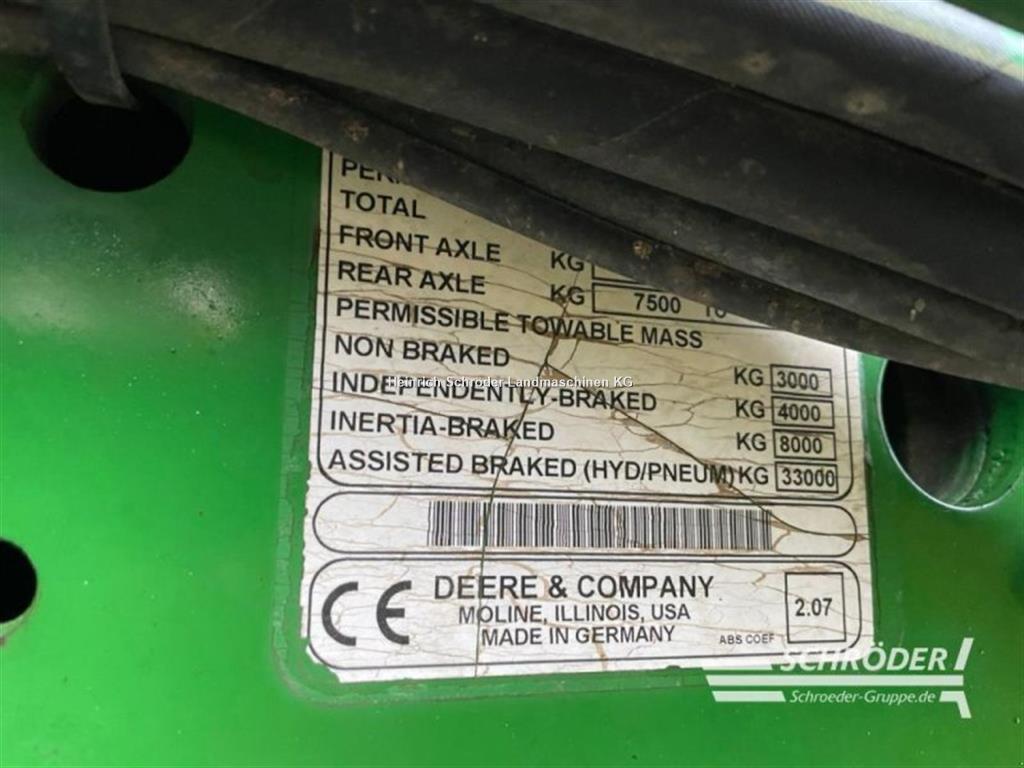 TOTAL
FRONT AXLE KG
REAR AXLE KG 7500
PERMISSIBLE TOWABLE MASS
NON BRAKED KG 3000
Heinrich Schröder Landmaschinen KG
INDEPENDENTLY-BRAKED KG 4000
INERTIA-BRAKED KG 8000
ASSISTED BRAKED (HYD/PNEUM) KG 33000
CE DEERE & COMPANY
MOLINE, ILLINOIS, USA
MADE IN GERMANY
ABS COEF 2.07
SCHRÖDER
Schroeder-Gruppe.de